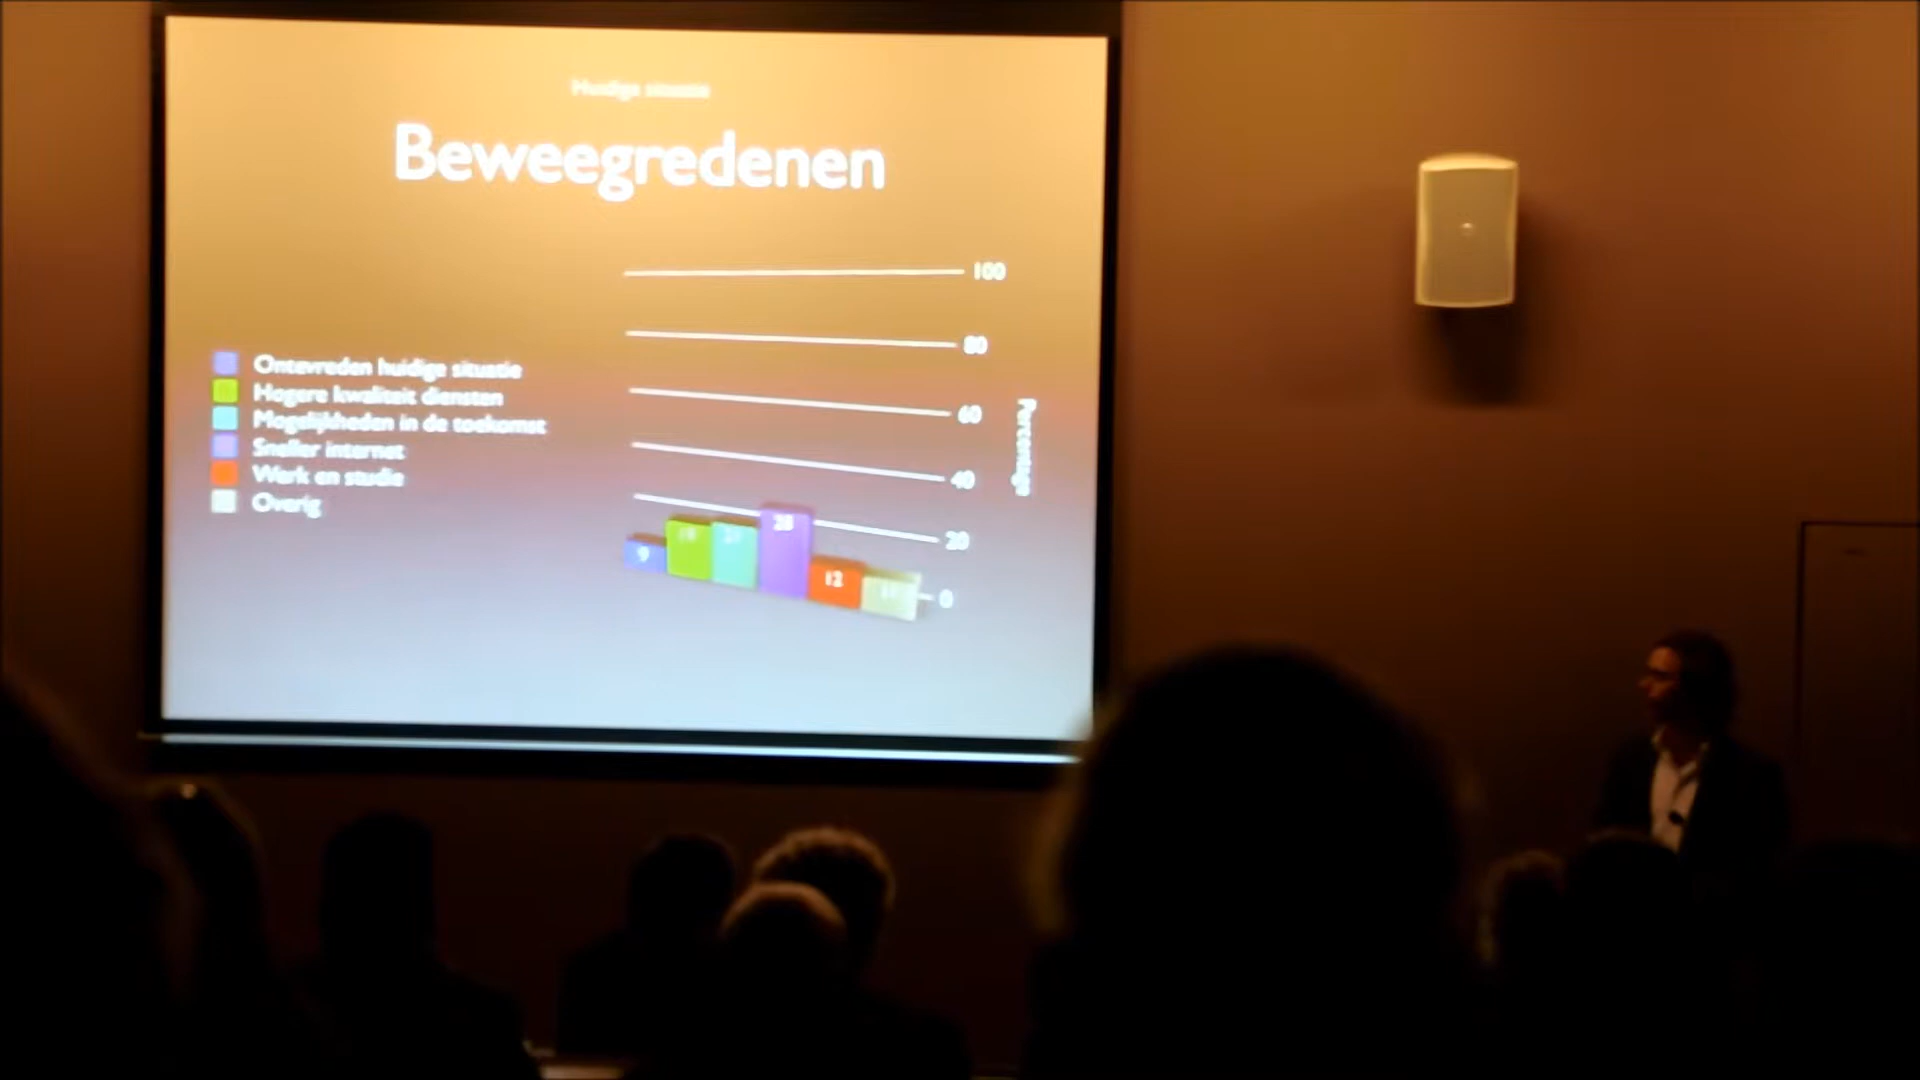 Huidige situatie
Beweegredenen
100
80
60
40
20
0
Percentage
Ontevreden huidige situatie
Hogere kwaliteit diensten
Mogelijkheden in de toekomst
Sneller internet
Werk en studie
Overig
9
28
12